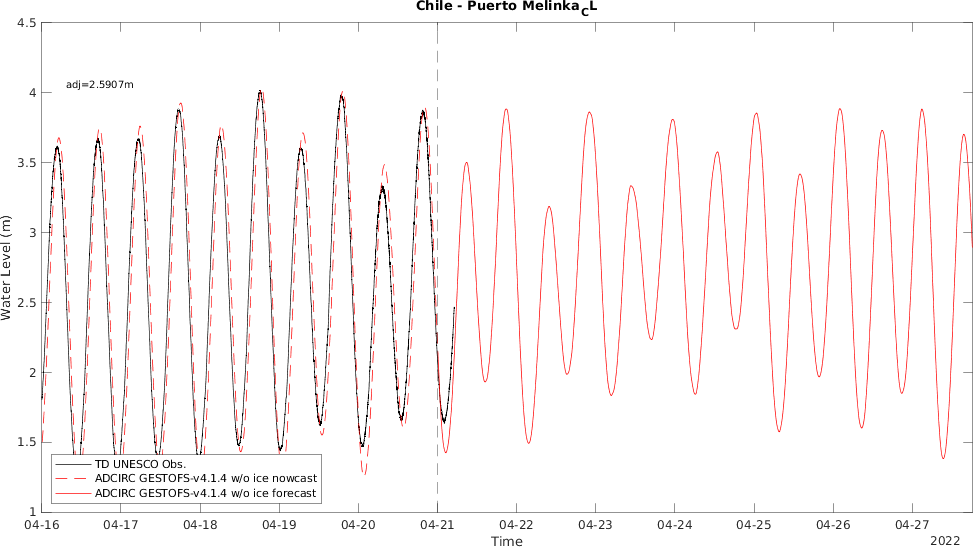 Chile - Puerto Melinka_CL
4.5
adj=2.5907m
4
3.5
3
2.5
2
1.5
1
Water Level (m)
TD UNESCO Obs.
ADCIRC GESTOFS-v4.1.4 w/o ice nowcast
ADCIRC GESTOFS-v4.1.4 w/o ice forecast
04-16 04-17 04-18 04-19 04-20 04-21 04-22 04-23 04-24 04-25 04-26 04-27
Time
2022